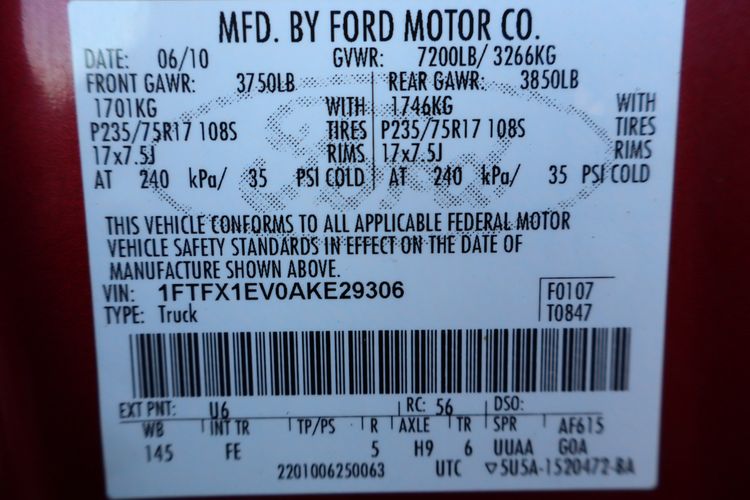 MFD. BY FORD MOTOR CO.
DATE: 06/10 GVWR: 7200LB/ 3266KG
FRONT GAWR: 3750LB REAR GAWR: 3850LB
1701KG WITH 1746KG WITH
P235/75R17 108S TIRES P235/75R17 108S TIRES
17x7.5J RIMS 17x7.5J RIMS
AT 240 kPa/ 35 PSI COLD AT 240 kPa/ 35 PSI COLD
THIS VEHICLE CONFORMS TO ALL APPLICABLE FEDERAL MOTOR
VEHICLE SAFETY STANDARDS IN EFFECT ON THE DATE OF
MANUFACTURE SHOWN ABOVE.
VIN: 1FTFX1EV0AKE29306 F0107
TYPE: Truck T0847
EXT PNT: U6 RC: 56 DSO:
WB INT TR TP/PS R AXLE TR SPR AF615
145 FE 5 H9 6 UUAA GOA
2201006250063 UTC ▽5U5A-1520472-BA